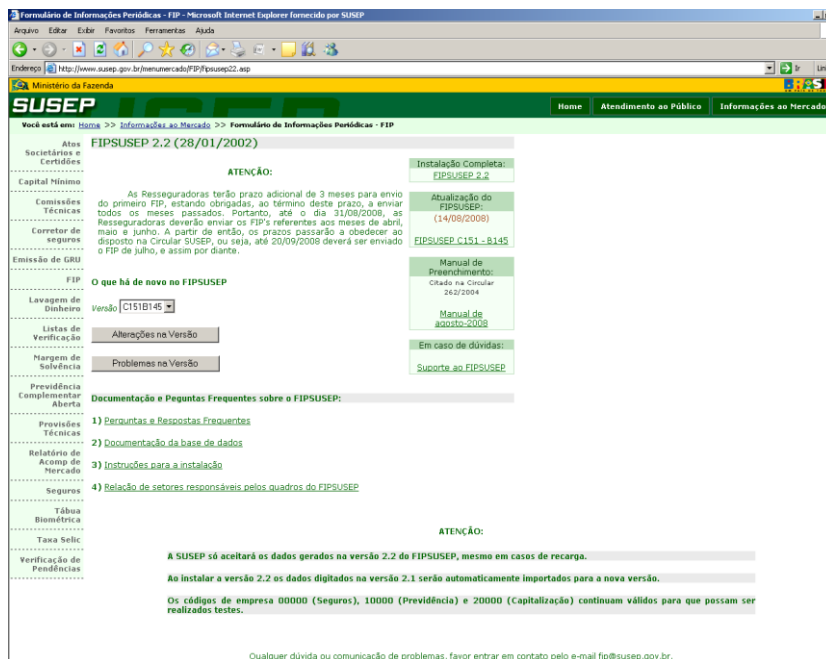 Formulário de Informações Periódicas - FIP - Microsoft Internet Explorer fornecido por SUSEP
Arquivo Editar Exibir Favoritos Ferramentas Ajuda
Endereço http://www.susep.gov.br/menumercado/FIP/fipsusep22.asp Ir
Ministério da Fazenda
SUSEP
Home Atendimento ao Público Informações ao Mercado
Você está em: Home >> Informações ao Mercado >> Formulário de Informações Periódicas - FIP
Atos
Societários e
Certidões
Capital Mínimo
Comissões
Técnicas
Corretor de
seguros
Emissão de GRU
FIP
Lavagem de
Dinheiro
Listas de
Verificação
Margem de
Solvência
Previdência
Complementar
Aberta
Provisões
Técnicas
Relatório de
Acomp de
Mercado
Seguros
Tábua
Biométrica
Taxa Selic
Verificação de
Pendências
FIPSUSEP 2.2 (28/01/2002)
ATENÇÃO:
As Resseguradoras terão prazo adicional de 3 meses para envio
do primeiro FIP, estando obrigadas, ao término deste prazo, a enviar
todos os meses passados. Portanto, até o dia 31/08/2008, as
Resseguradoras deverão enviar os FIP's referentes aos meses de abril,
maio e junho. A partir de então, os prazos passarão a obedecer ao
disposto na Circular SUSEP, ou seja, até 20/09/2008 deverá ser enviado
o FIP de julho, e assim por diante.
O que há de novo no FIPSUSEP
Versão C151B145
Alterações na Versão
Problemas na Versão
Instalação Completa:
FIPSUSEP 2.2
Atualização do
FIPSUSEP:
(14/08/2008)
FIPSUSEP C151 - B145
Manual de
Preenchimento:
Citado na Circular
262/2004
Manual de
agosto-2008
Em caso de dúvidas:
Suporte ao FIPSUSEP
Documentação e Peguntas Frequentes sobre o FIPSUSEP:
1) Perguntas e Respostas Frequentes
2) Documentação da base de dados
3) Instruções para a instalação
4) Relação de setores responsáveis pelos quadros do FIPSUSEP
ATENÇÃO:
A SUSEP só aceitará os dados gerados na versão 2.2 do FIPSUSEP, mesmo em casos de recarga.
Ao instalar a versão 2.2 os dados digitados na versão 2.1 serão automaticamente importados para a nova versão.
Os códigos de empresa 00000 (Seguros), 10000 (Previdência) e 20000 (Capitalização) continuam válidos para que possam ser
realizados testes.
Qualquer dúvida ou comunicação de problemas, favor entrar em contato pelo e-mail fip@susep.gov.br.